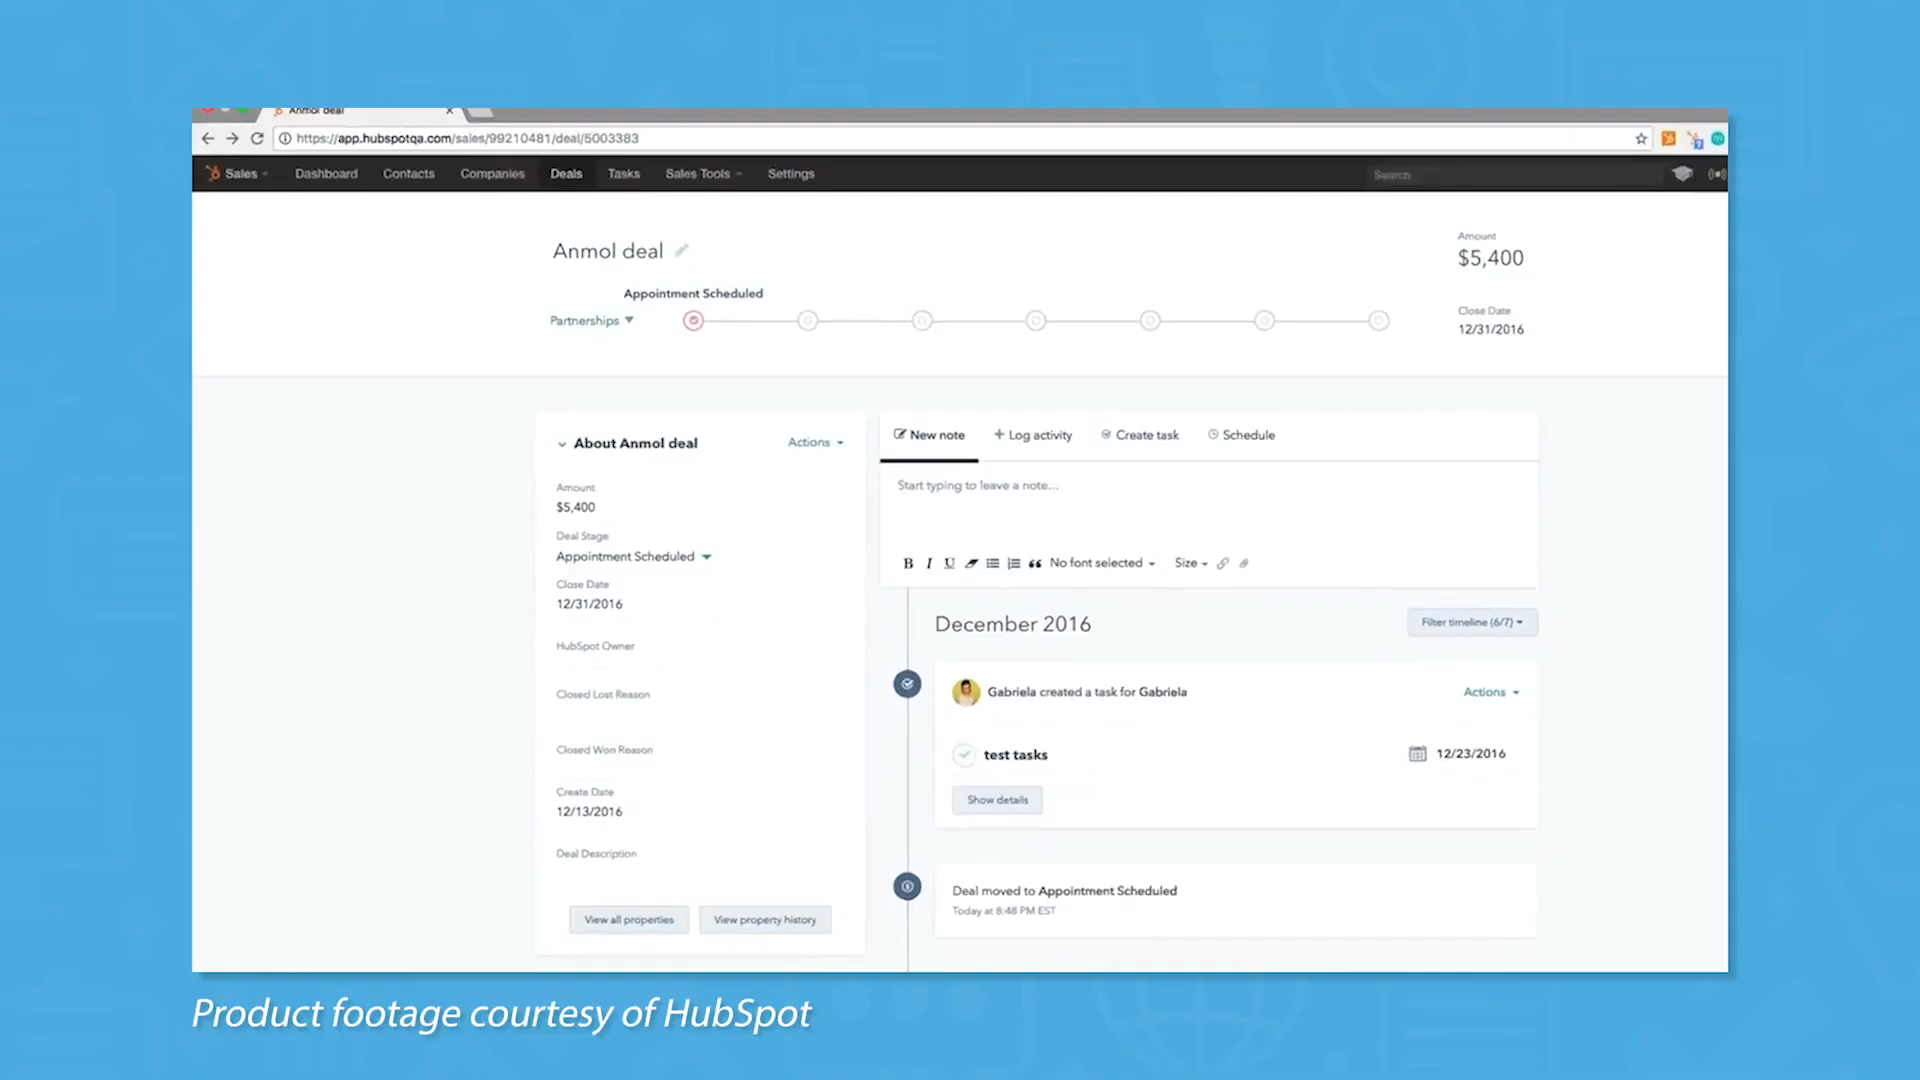 Anmol deal
https://app.hubspotqa.com/sales/99210481/deal/5003383
Sales Dashboard Contacts Companies Deals Tasks Sales Tools Settings Search
Anmol deal
Amount
$5,400
Appointment Scheduled
Partnerships
Close Date
12/31/2016
About Anmol deal Actions
Amount
$5,400
Deal Stage
Appointment Scheduled
Close Date
12/31/2016
HubSpot Owner
Closed Lost Reason
Closed Won Reason
Create Date
12/13/2016
Deal Description
View all properties View property history
New note Log activity Create task Schedule
Start typing to leave a note...
B I U No font selected Size
December 2016 Filter timeline (6/7)
Gabriela created a task for Gabriela Actions
test tasks 12/23/2016
Show details
Deal moved to Appointment Scheduled
Today at 8:48 PM EST
Product footage courtesy of HubSpot